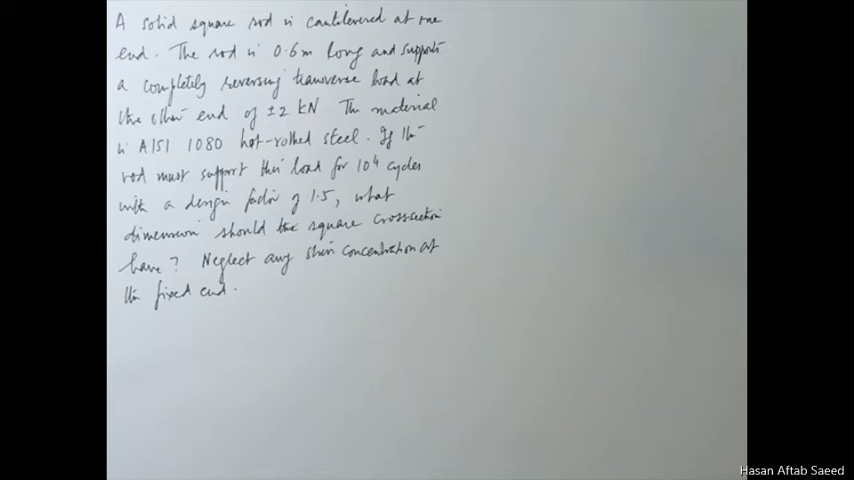 A solid square rod is cantilevered at one
end. The rod is 0.6m long and supports
a completely reversing transverse load at
the other end of ±2 kN The material
is AISI 1080 hot-rolled steel. If the
rod must support this load for 10⁴ cycles
with a design factor of 1.5, what
dimension should the square cross-section
have? Neglect any stress concentration at
the fixed end.
Hasan Aftab Saeed